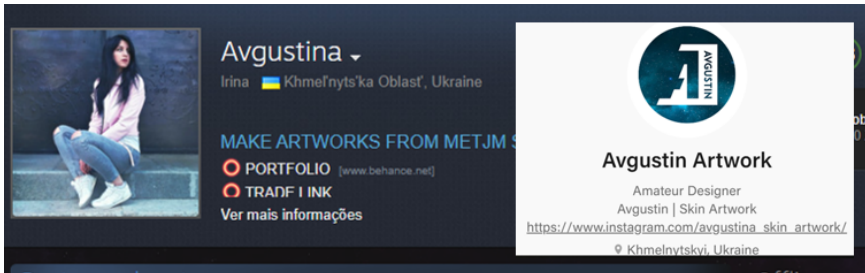 Avgustina
Irina Khmel'nyts'ka Oblast', Ukraine
MAKE ARTWORKS FROM METJM
PORTFOLIO [www.behance.net]
TRADE LINK
Ver mais informações
AVGUSTIN
Avgustin Artwork
Amateur Designer
Avgustin | Skin Artwork
https://www.instagram.com/avgustina_skin_artwork/
Khmelnytskyi, Ukraine